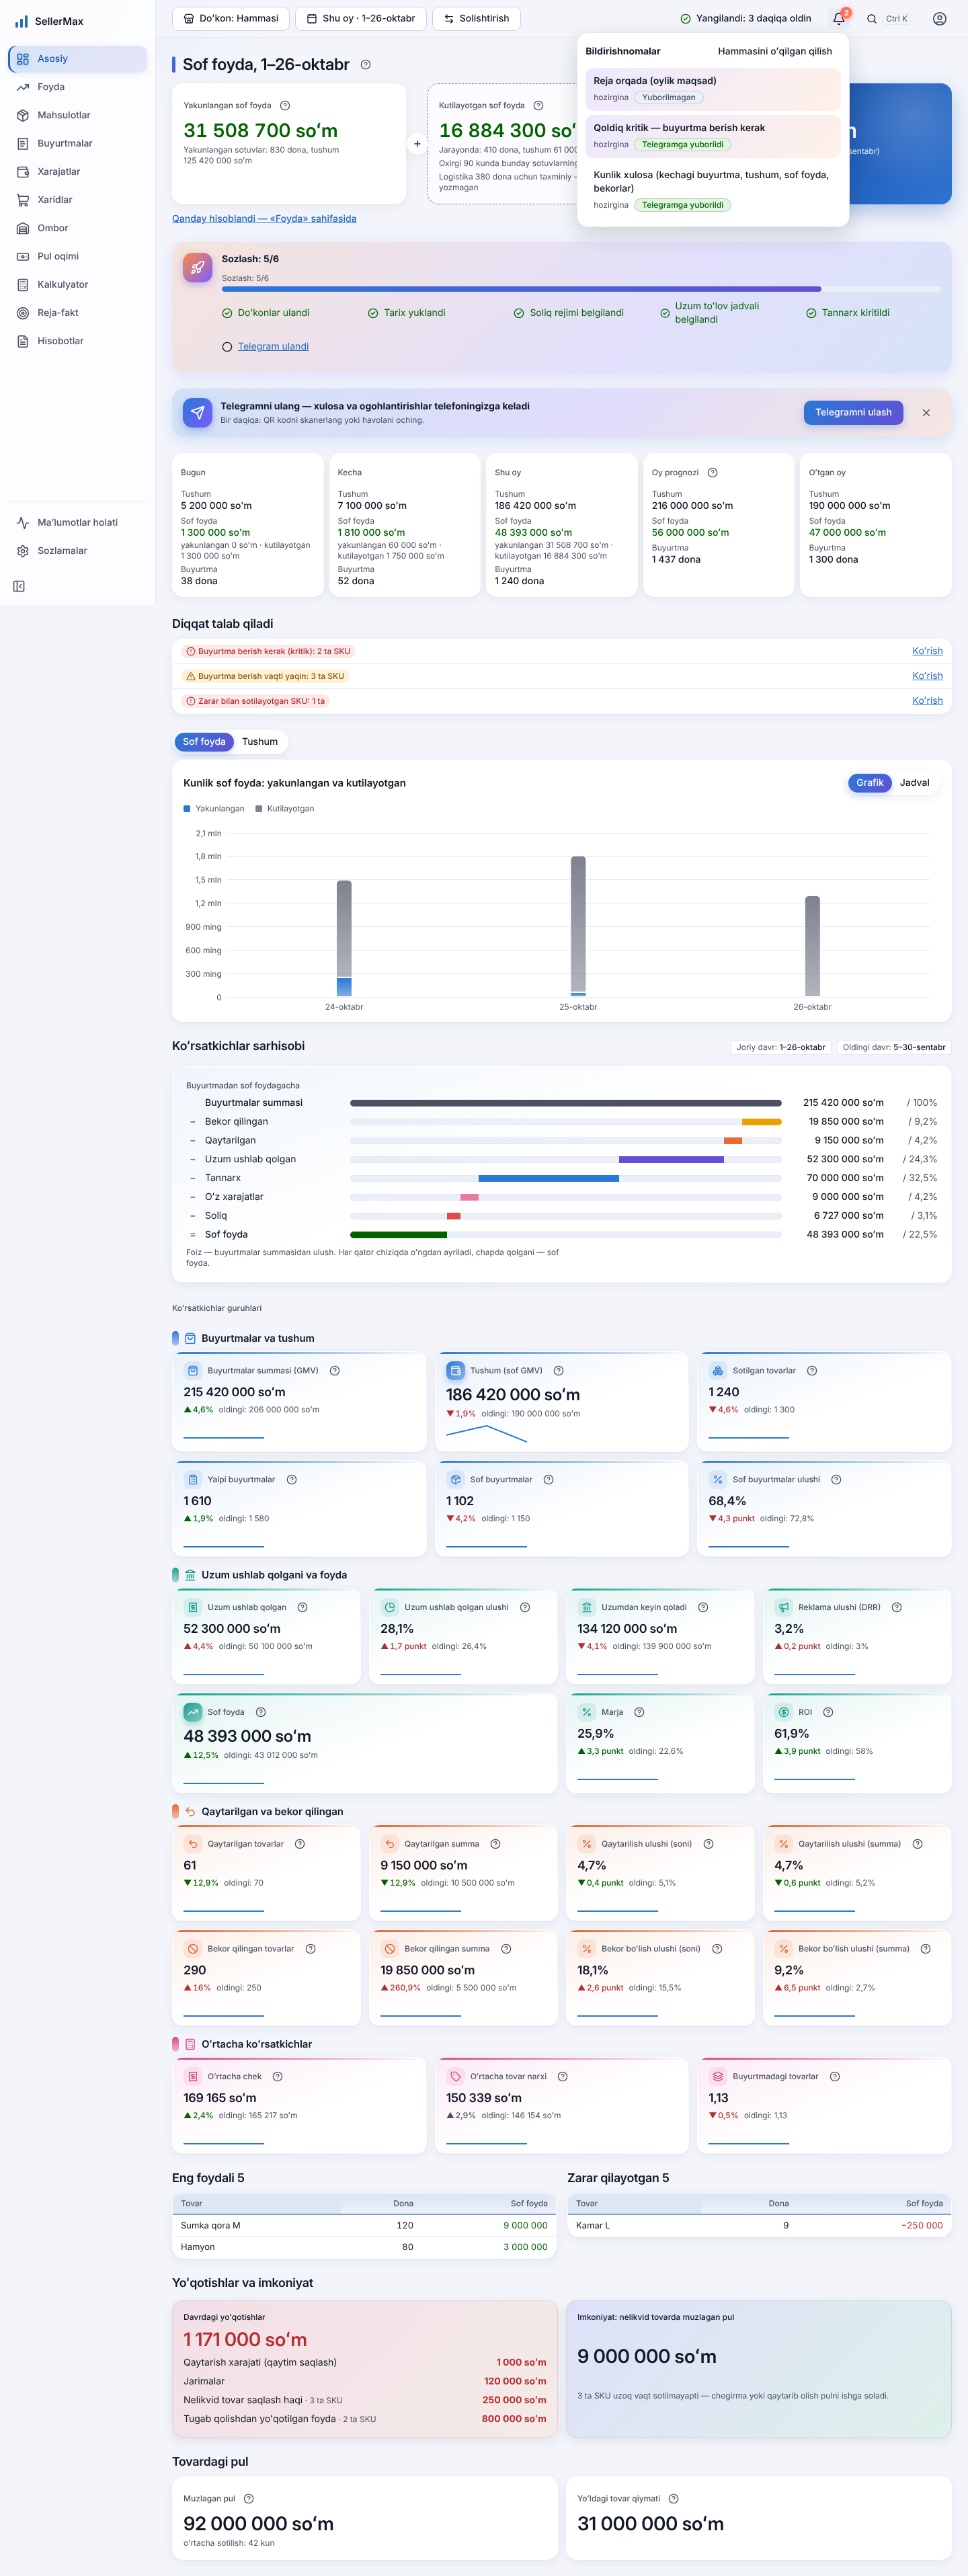 SellerMax
Do'kon: Hammasi
Shu oy · 1–26-oktabr
Solishtirish
Yangilandi: 3 daqiqa oldin
2
Ctrl K
Asosiy
Foyda
Mahsulotlar
Buyurtmalar
Xarajatlar
Xaridlar
Ombor
Pul oqimi
Kalkulyator
Reja-fakt
Hisobotlar
Ma'lumotlar holati
Sozlamalar
Bildirishnomalar
Hammasini o'qilgan qilish
Reja orqada (oylik maqsad)
hozirgina Yuborilmagan
Qoldiq kritik — buyurtma berish kerak
hozirgina Telegramga yuborildi
Kunlik xulosa (kechagi buyurtma, tushum, sof foyda,
bekorlar)
hozirgina Telegramga yuborildi
Sof foyda, 1–26-oktabr
Yakunlangan sof foyda
31 508 700 so'm
Yakunlangan sotuvlar: 830 dona, tushum
125 420 000 so'm
+
Kutilayotgan sof foyda
16 884 300
Jarayonda: 410 dona, tushum 61 000
Oxirgi 90 kunda bunday sotuvlarning
Logistika 380 dona uchun taxminiy –
yozmagan
Qanday hisoblandi — «Foyda» sahifasida
Sozlash: 5/6
Sozlash: 5/6
Do'konlar ulandi
Tarix yuklandi
Soliq rejimi belgilandi
Uzum to'lov jadvali
belgilandi
Tannarx kiritildi
Telegram ulandi
Telegramni ulang — xulosa va ogohlantirishlar telefoningizga keladi
Bir daqiqa: QR kodni skanerlang yoki havolani oching.
Telegramni ulash
Bugun
Tushum
5 200 000 so'm
Sof foyda
1 300 000 so'm
yakunlangan 0 so'm · kutilayotgan
1 300 000 so'm
Buyurtma
38 dona
Kecha
Tushum
7 100 000 so'm
Sof foyda
1 810 000 so'm
yakunlangan 60 000 so'm ·
kutilayotgan 1 750 000 so'm
Buyurtma
52 dona
Shu oy
Tushum
186 420 000 so'm
Sof foyda
48 393 000 so'm
yakunlangan 31 508 700 so'm ·
kutilayotgan 16 884 300 so'm
Buyurtma
1 240 dona
Oy prognozi
Tushum
216 000 000 so'm
Sof foyda
56 000 000 so'm
Buyurtma
1 437 dona
O'tgan oy
Tushum
190 000 000 so'm
Sof foyda
47 000 000 so'm
Buyurtma
1 300 dona
Diqqat talab qiladi
Buyurtma berish kerak (kritik): 2 ta SKU Ko'rish
Buyurtma berish vaqti yaqin: 3 ta SKU Ko'rish
Zarar bilan sotilayotgan SKU: 1 ta Ko'rish
Sof foyda Tushum
Kunlik sof foyda: yakunlangan va kutilayotgan
Grafik Jadval
Yakunlangan Kutilayotgan
2,1 mln
1,8 mln
1,5 mln
1,2 mln
900 ming
600 ming
300 ming
0
24-oktabr 25-oktabr 26-oktabr
Ko'rsatkichlar sarhisobi
Joriy davr: 1–26-oktabr Oldingi davr: 5–30-sentabr
Buyurtmadan sof foydagacha
Buyurtmalar summasi 215 420 000 so'm / 100%
– Bekor qilingan 19 850 000 so'm / 9,2%
– Qaytarilgan 9 150 000 so'm / 4,2%
– Uzum ushlab qolgan 52 300 000 so'm / 24,3%
– Tannarx 70 000 000 so'm / 32,5%
– O'z xarajatlar 9 000 000 so'm / 4,2%
– Soliq 6 727 000 so'm / 3,1%
= Sof foyda 48 393 000 so'm / 22,5%
Foiz — buyurtmalar summasidan ulush. Har qator chiziqda o'ngdan ayriladi, chapda qolgani — sof
foyda.
Ko'rsatkichlar guruhlari
Buyurtmalar va tushum
Buyurtmalar summasi (GMV)
215 420 000 so'm
▲4,6% oldingi: 206 000 000 so'm
Tushum (sof GMV)
186 420 000 so'm
▼1,9% oldingi: 190 000 000 so'm
Sotilgan tovarlar
1 240
▼4,6% oldingi: 1 300
Yalpi buyurtmalar
1 610
▲1,9% oldingi: 1 580
Sof buyurtmalar
1 102
▼4,2% oldingi: 1 150
Sof buyurtmalar ulushi
68,4%
▼4,3 punkt oldingi: 72,8%
Uzum ushlab qolgani va foyda
Uzum ushlab qolgan
52 300 000 so'm
▲4,4% oldingi: 50 100 000 so'm
Uzum ushlab qolgan ulushi
28,1%
▲1,7 punkt oldingi: 26,4%
Uzumdan keyin qoladi
134 120 000 so'm
▼4,1% oldingi: 139 900 000 so'm
Reklama ulushi (DRR)
3,2%
▲0,2 punkt oldingi: 3%
Sof foyda
48 393 000 so'm
▲12,5% oldingi: 43 012 000 so'm
Marja
25,9%
▲3,3 punkt oldingi: 22,6%
ROI
61,9%
▲3,9 punkt oldingi: 58%
Qaytarilgan va bekor qilingan
Qaytarilgan tovarlar
61
▼12,9% oldingi: 70
Qaytarilgan summa
9 150 000 so'm
▼12,9% oldingi: 10 500 000 so'm
Qaytarilish ulushi (soni)
4,7%
▼0,4 punkt oldingi: 5,1%
Qaytarilish ulushi (summa)
4,7%
▼0,6 punkt oldingi: 5,2%
Bekor qilingan tovarlar
290
▲16% oldingi: 250
Bekor qilingan summa
19 850 000 so'm
▲260,9% oldingi: 5 500 000 so'm
Bekor bo'lish ulushi (soni)
18,1%
▲2,6 punkt oldingi: 15,5%
Bekor bo'lish ulushi (summa)
9,2%
▲6,5 punkt oldingi: 2,7%
O'rtacha ko'rsatkichlar
O'rtacha chek
169 165 so'm
▲2,4% oldingi: 165 217 so'm
O'rtacha tovar narxi
150 339 so'm
▲2,9% oldingi: 146 154 so'm
Buyurtmadagi tovarlar
1,13
▼0,5% oldingi: 1,13
Eng foydali 5
Tovar Dona Sof foyda
Sumka qora M 120 9 000 000
Hamyon 80 3 000 000
Zarar qilayotgan 5
Tovar Dona Sof foyda
Kamar L 9 −250 000
Yo'qotishlar va imkoniyat
Davrdagi yo'qotishlar
1 171 000 so'm
Qaytarish xarajati (qaytim saqlash) 1 000 so'm
Jarimalar 120 000 so'm
Nelikvid tovar saqlash haqi · 3 ta SKU 250 000 so'm
Tugab qolishdan yo'qotilgan foyda · 2 ta SKU 800 000 so'm
Imkoniyat: nelikvid tovarda muzlagan pul
9 000 000 so'm
3 ta SKU uzoq vaqt sotilmayapti — chegirma yoki qaytarib olish pulni ishga soladi.
Tovardagi pul
Muzlagan pul
92 000 000 so'm
o'rtacha sotilish: 42 kun
Yo'ldagi tovar qiymati
31 000 000 so'm